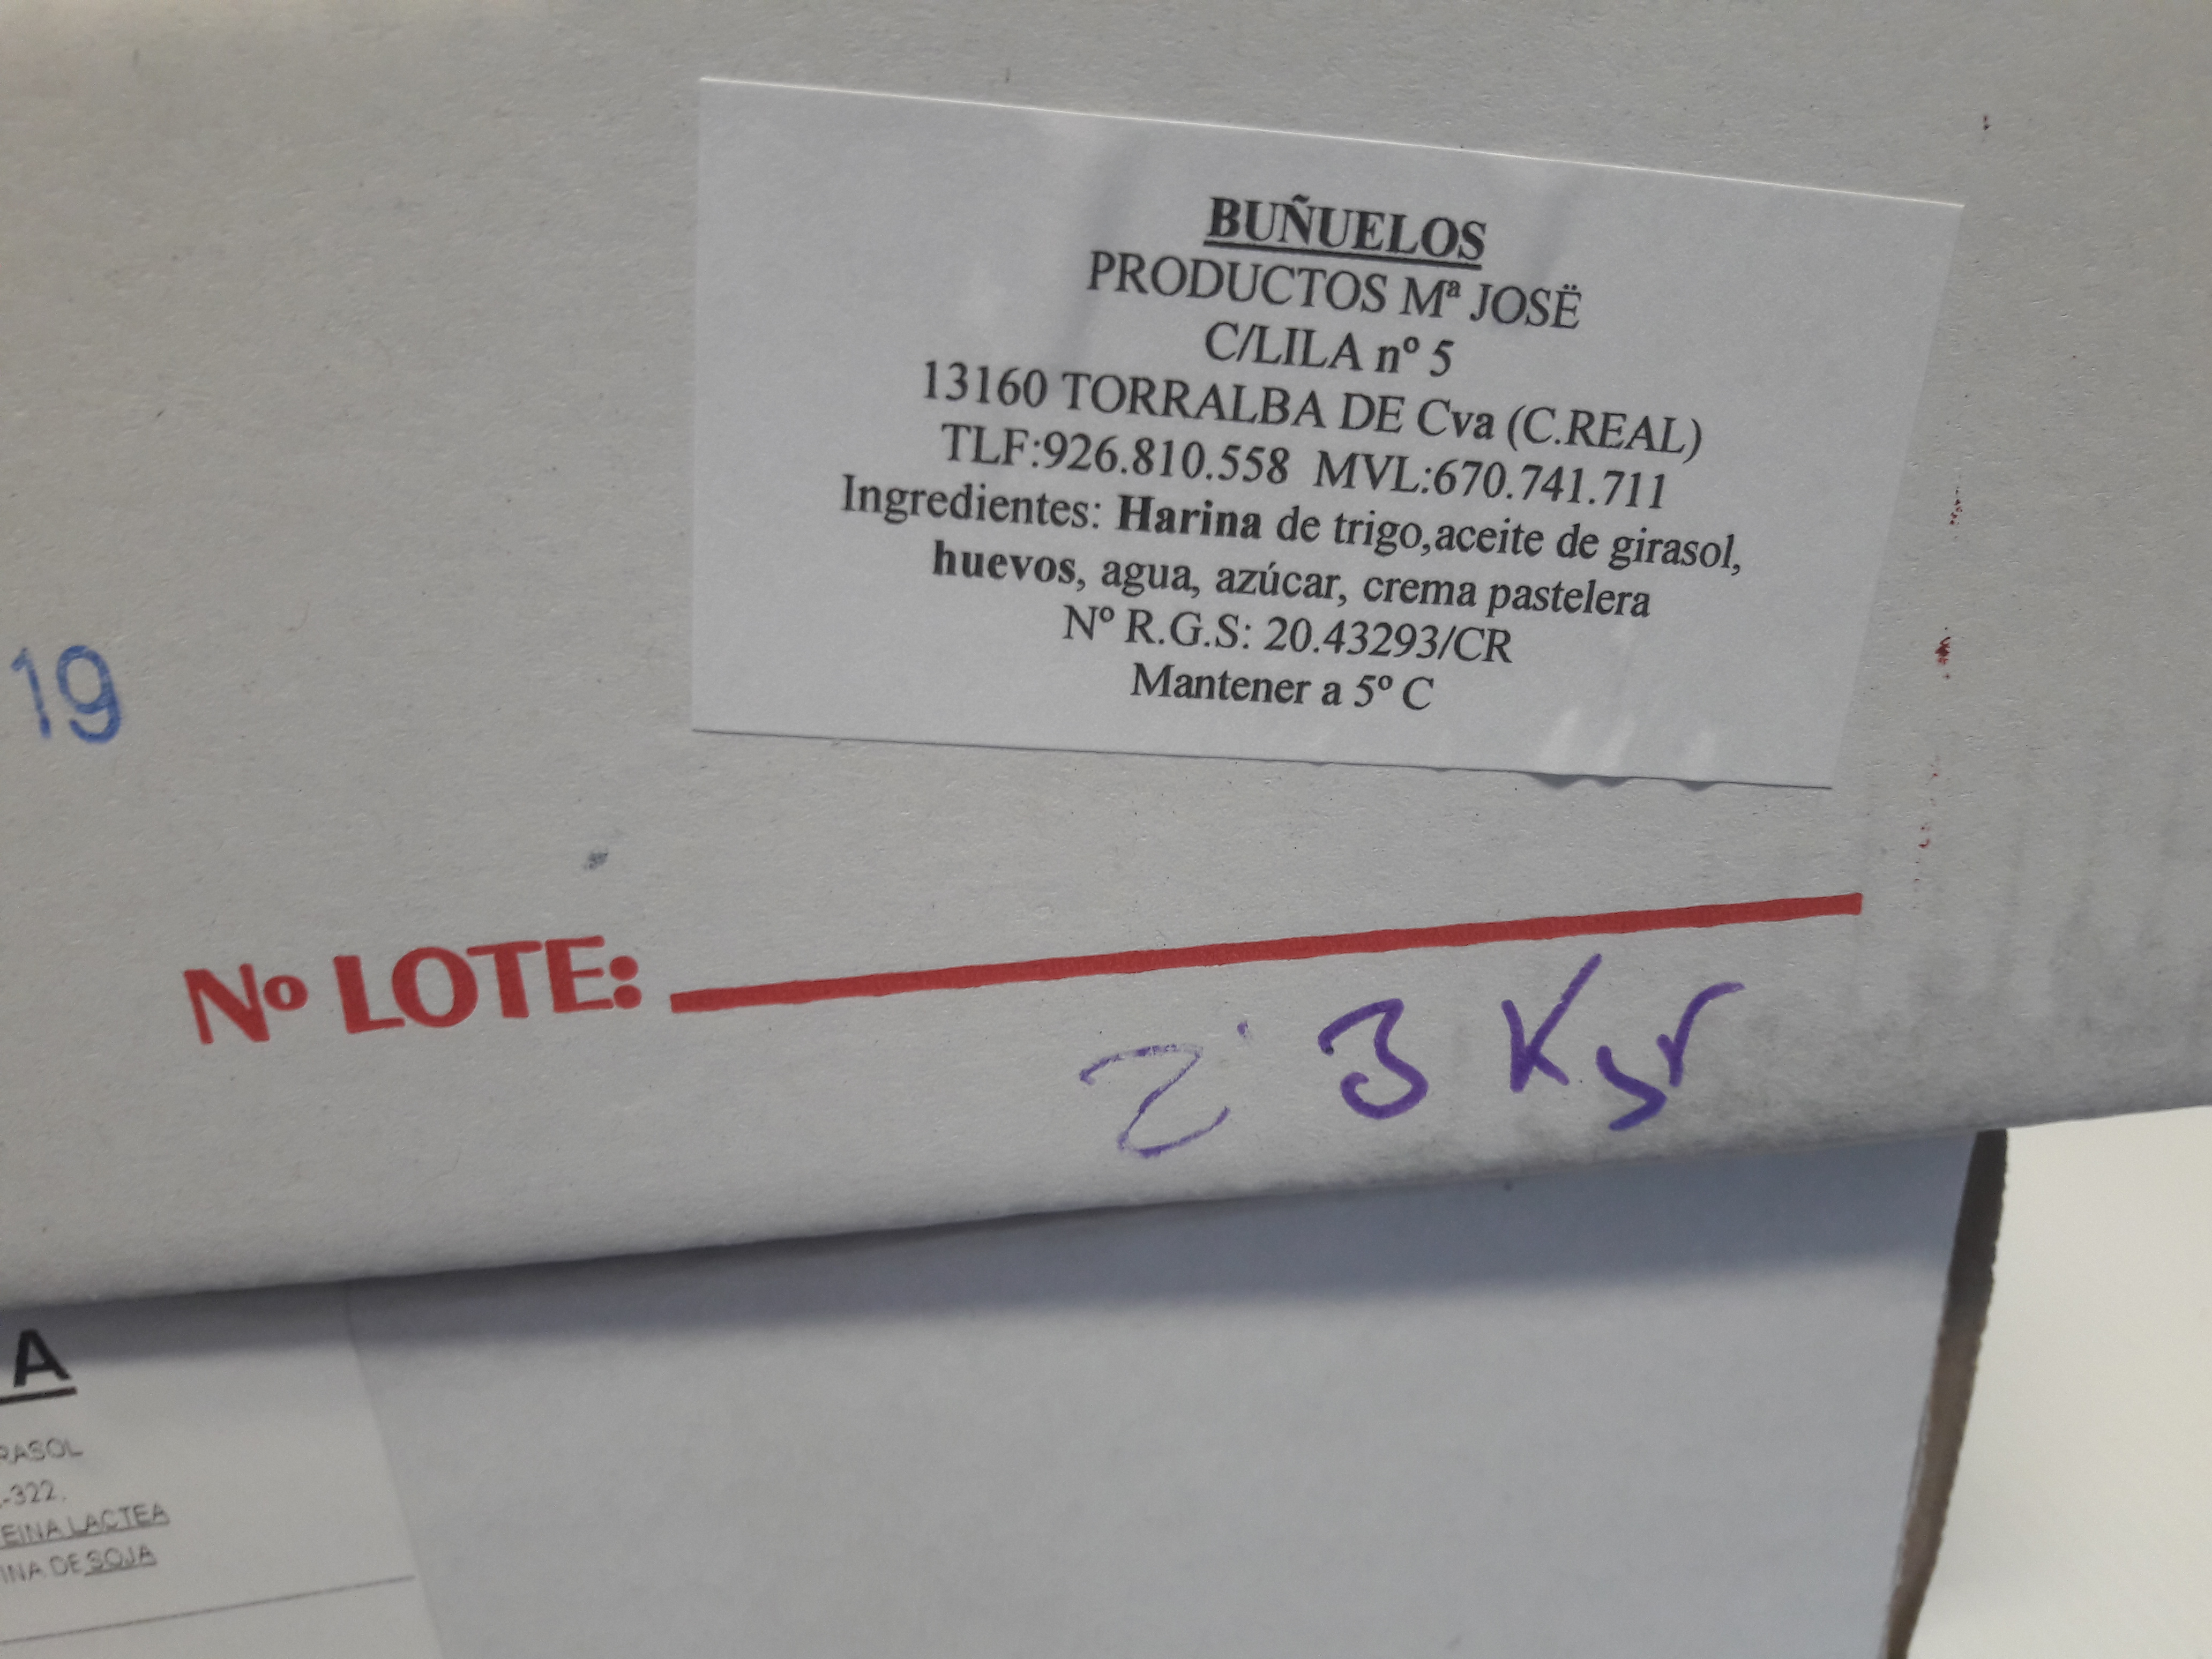 BUÑUELOS
PRODUCTOS Mª JOSË
C/LILA nº 5
13160 TORRALBA DE Cva (C.REAL)
TLF:926.810.558 MVL:670.741.711
Ingredientes: Harina de trigo,aceite de girasol,
huevos, agua, azúcar, crema pastelera
Nº R.G.S: 20.43293/CR
Mantener a 5º C
19
Nº LOTE:
2'3 Kgr
A
RASOL
-322,
EINA LACTEA
INA DE SOJA